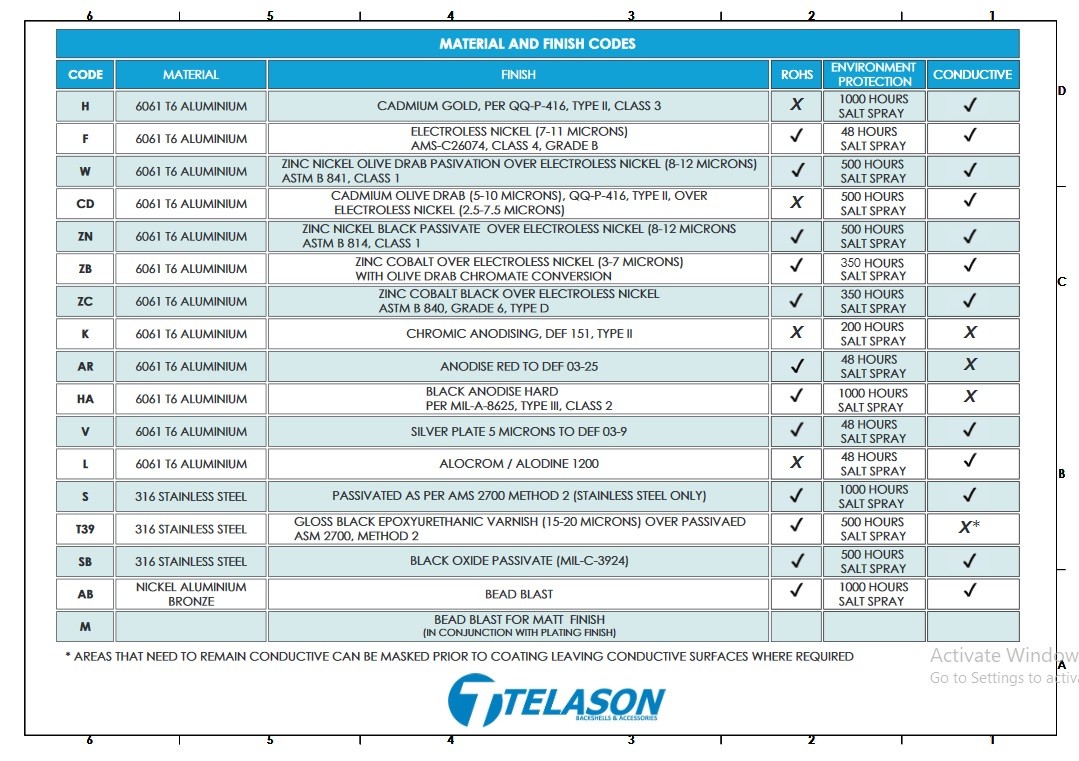 6 5 4 3 2 1
MATERIAL AND FINISH CODES
CODE MATERIAL FINISH ROHS ENVIRONMENT PROTECTION CONDUCTIVE
D
H 6061 T6 ALUMINIUM CADMIUM GOLD, PER QQ-P-416, TYPE II, CLASS 3 X 1000 HOURS SALT SPRAY ✓
F 6061 T6 ALUMINIUM ELECTROLESS NICKEL (7-11 MICRONS) AMS-C26074, CLASS 4, GRADE B ✓ 48 HOURS SALT SPRAY ✓
W 6061 T6 ALUMINIUM ZINC NICKEL OLIVE DRAB PASIVATION OVER ELECTROLESS NICKEL (8-12 MICRONS) ASTM B 841, CLASS 1 ✓ 500 HOURS SALT SPRAY ✓
CD 6061 T6 ALUMINIUM CADMIUM OLIVE DRAB (5-10 MICRONS), QQ-P-416, TYPE II, OVER ELECTROLESS NICKEL (2.5-7.5 MICRONS) X 500 HOURS SALT SPRAY ✓
ZN 6061 T6 ALUMINIUM ZINC NICKEL BLACK PASSIVATE OVER ELECTROLESS NICKEL (8-12 MICRONS ASTM B 814, CLASS 1 ✓ 500 HOURS SALT SPRAY ✓
ZB 6061 T6 ALUMINIUM ZINC COBALT OVER ELECTROLESS NICKEL (3-7 MICRONS) WITH OLIVE DRAB CHROMATE CONVERSION ✓ 350 HOURS SALT SPRAY ✓
C
ZC 6061 T6 ALUMINIUM ZINC COBALT BLACK OVER ELECTROLESS NICKEL ASTM B 840, GRADE 6, TYPE D ✓ 350 HOURS SALT SPRAY ✓
K 6061 T6 ALUMINIUM CHROMIC ANODISING, DEF 151, TYPE II X 200 HOURS SALT SPRAY X
AR 6061 T6 ALUMINIUM ANODISE RED TO DEF 03-25 ✓ 48 HOURS SALT SPRAY X
HA 6061 T6 ALUMINIUM BLACK ANODISE HARD PER MIL-A-8625, TYPE III, CLASS 2 ✓ 1000 HOURS SALT SPRAY X
V 6061 T6 ALUMINIUM SILVER PLATE 5 MICRONS TO DEF 03-9 ✓ 48 HOURS SALT SPRAY ✓
L 6061 T6 ALUMINIUM ALOCROM / ALODINE 1200 X 48 HOURS SALT SPRAY ✓
B
S 316 STAINLESS STEEL PASSIVATED AS PER AMS 2700 METHOD 2 (STAINLESS STEEL ONLY) ✓ 1000 HOURS SALT SPRAY ✓
T39 316 STAINLESS STEEL GLOSS BLACK EPOXYURETHANIC VARNISH (15-20 MICRONS) OVER PASSIVAED ASM 2700, METHOD 2 ✓ 500 HOURS SALT SPRAY X*
SB 316 STAINLESS STEEL BLACK OXIDE PASSIVATE (MIL-C-3924) ✓ 500 HOURS SALT SPRAY ✓
AB NICKEL ALUMINIUM BRONZE BEAD BLAST ✓ 1000 HOURS SALT SPRAY ✓
M BEAD BLAST FOR MATT FINISH (IN CONJUNCTION WITH PLATING FINISH)
* AREAS THAT NEED TO REMAIN CONDUCTIVE CAN BE MASKED PRIOR TO COATING LEAVING CONDUCTIVE SURFACES WHERE REQUIRED
Activate Window
A
Go to Settings to activa
TELASON
BACKSHELLS & ACCESSORIES
6 5 4 3 2 1